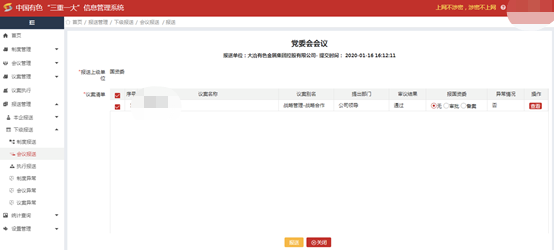 中国有色“三重一大”信息管理系统
上网不涉密，涉密不上网
首页 / 报送管理 / 下级报送 / 会议报送 / 报送
首页
制度管理
会议管理
议案管理
议案执行
报送管理
本企报送
下级报送
制度报送
会议报送
执行报送
制度异常
会议异常
议案异常
统计查询
设置管理
党委会会议
报送单位：大冶有色金属集团控股有限公司- 提交时间： 2020-01-16 16:12:11
*报送上级单位
国资委
*议案清单
序号 议案名称 议案别名 提出部门 审议结果 报国资委 异常情况 操作
战略管理-战略合作 公司领导 通过 无 审批 备案 否 查看
报送 关闭